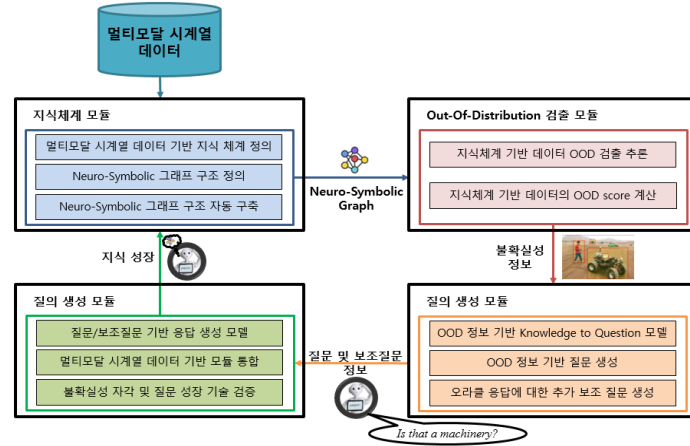 멀티모달 시계열
데이터
지식체계 모듈
멀티모달 시계열 데이터 기반 지식 체계 정의
Neuro-Symbolic 그래프 구조 정의
Neuro-Symbolic 그래프 구조 자동 구축
Neuro-Symbolic
Graph
Out-Of-Distribution 검출 모듈
지식체계 기반 데이터 OOD 검출 추론
지식체계 기반 데이터의 OOD score 계산
지식 성장
불확실성
정보
질의 생성 모듈
질문/보조질문 기반 응답 생성 모델
멀티모달 시계열 데이터 기반 모듈 통합
불확실성 자각 및 질문 성장 기술 검증
질문 및 보조질문
정보
질의 생성 모듈
OOD 정보 기반 Knowledge to Question 모델
OOD 정보 기반 질문 생성
오라클 응답에 대한 추가 보조 질문 생성
Is that a machinery?